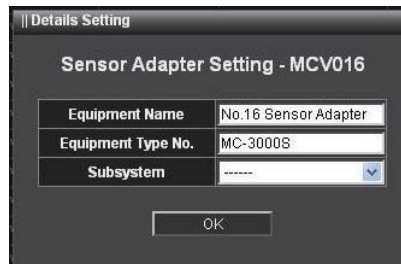 Details Setting
Sensor Adapter Setting - MCV016
Equipment Name No.16 Sensor Adapter
Equipment Type No. MC-3000S
Subsystem ------
OK